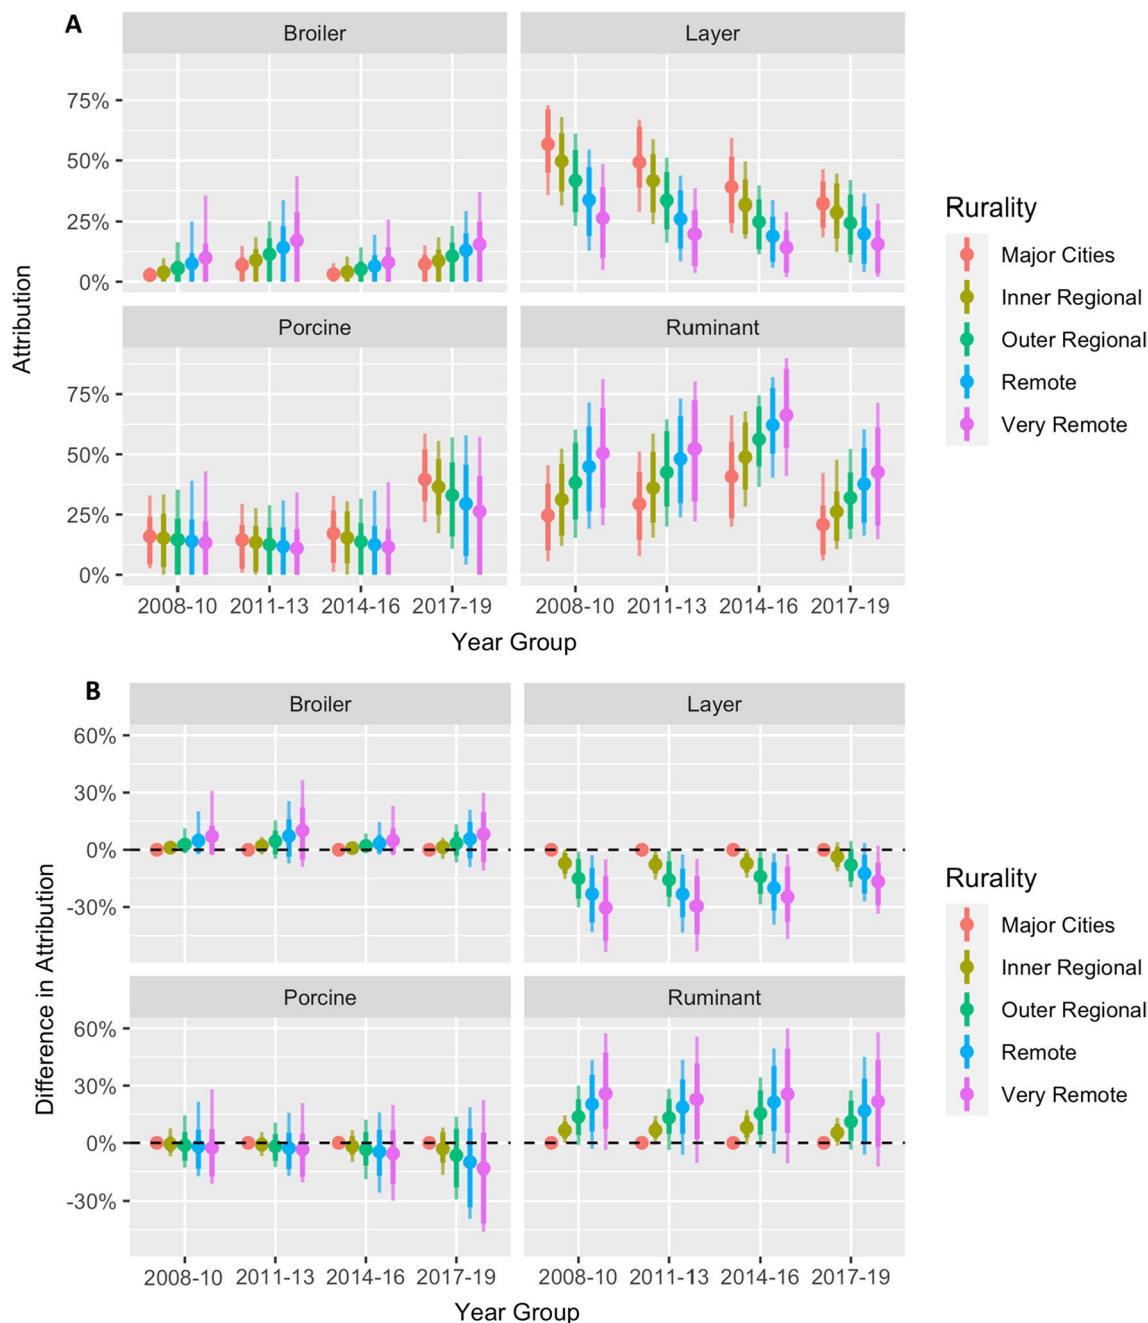 A
Broiler
Layer
75%
50%
25%
0%
Porcine
Ruminant
75%
50%
25%
0%
Attribution
2008-10 2011-13 2014-16 2017-19
2008-10 2011-13 2014-16 2017-19
Year Group
Rurality
Major Cities
Inner Regional
Outer Regional
Remote
Very Remote
B
Broiler
Layer
60%
30%
0%
-30%
Porcine
Ruminant
60%
30%
0%
-30%
Difference in Attribution
2008-10 2011-13 2014-16 2017-19
2008-10 2011-13 2014-16 2017-19
Year Group
Rurality
Major Cities
Inner Regional
Outer Regional
Remote
Very Remote